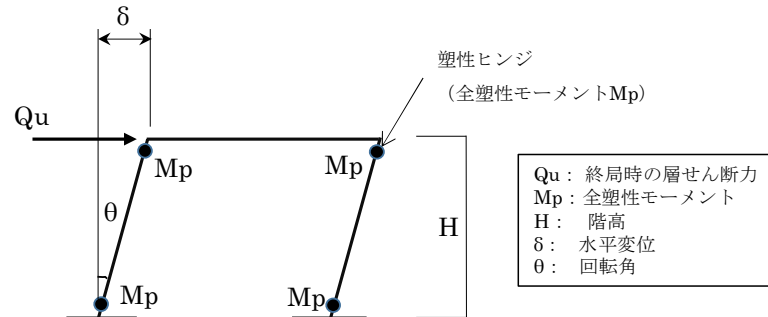 δ
塑性ヒンジ
（全塑性モーメントMp）
Qu
Mp
Mp
θ
H
Mp
Mp
Qu： 終局時の層せん断力
Mp：全塑性モーメント
H： 階高
δ： 水平変位
θ： 回転角